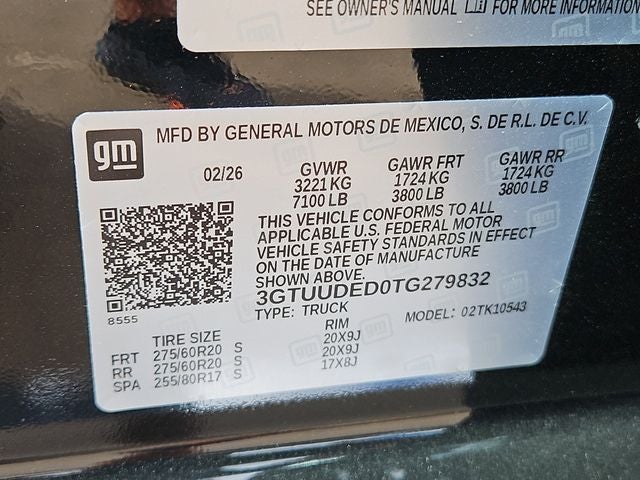 SEE OWNER'S MANUAL FOR MORE INFORMATION
gm
MFD BY GENERAL MOTORS DE MEXICO, S. DE R.L. DE C.V.
02/26 GVWR GAWR FRT GAWR RR
3221 KG 1724 KG 1724 KG
7100 LB 3800 LB 3800 LB
THIS VEHICLE CONFORMS TO ALL
APPLICABLE U.S. FEDERAL MOTOR
VEHICLE SAFETY STANDARDS IN EFFECT
ON THE DATE OF MANUFACTURE
SHOWN ABOVE.
3GTUUDED0TG279832
8555
TYPE: TRUCK MODEL: 02TK10543
TIRE SIZE RIM
FRT 275/60R20 S 20X9J
RR 275/60R20 S 20X9J
SPA 255/80R17 S 17X8J